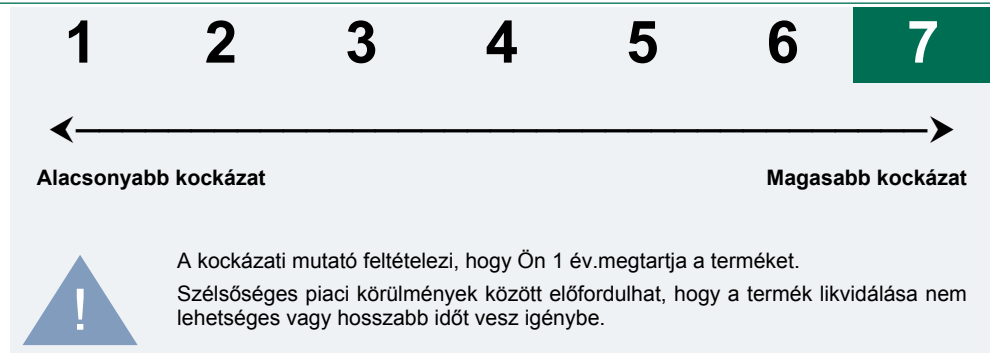 1 2 3 4 5 6 7
Alacsonyabb kockázat Magasabb kockázat
A kockázati mutató feltételezi, hogy Ön 1 év.megtartja a terméket.
Szélsőséges piaci körülmények között előfordulhat, hogy a termék likvidálása nem
lehetséges vagy hosszabb időt vesz igénybe.
!